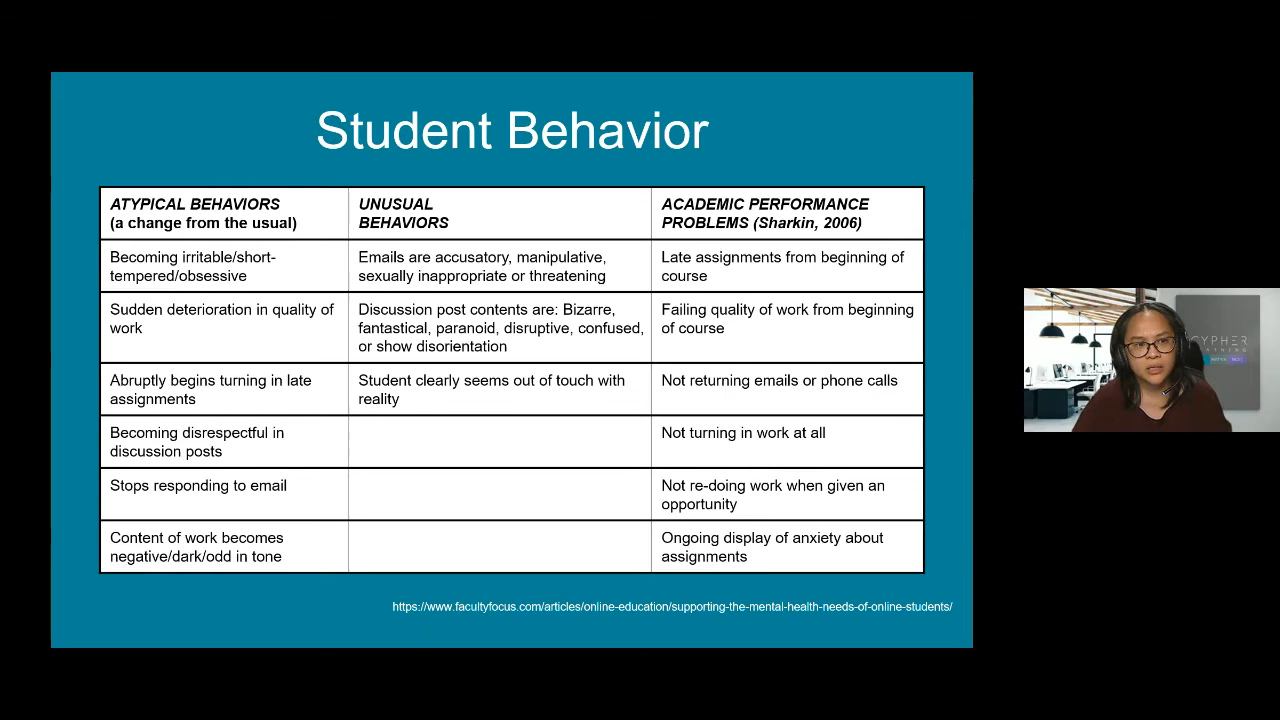 Student Behavior
ATYPICAL BEHAVIORS
(a change from the usual)
UNUSUAL
BEHAVIORS
ACADEMIC PERFORMANCE
PROBLEMS (Sharkin, 2006)
Becoming irritable/short-
tempered/obsessive
Emails are accusatory, manipulative,
sexually inappropriate or threatening
Late assignments from beginning of
course
Sudden deterioration in quality of
work
Discussion post contents are: Bizarre,
fantastical, paranoid, disruptive, confused,
or show disorientation
Failing quality of work from beginning
of course
Abruptly begins turning in late
assignments
Student clearly seems out of touch with
reality
Not returning emails or phone calls
Becoming disrespectful in
discussion posts
Not turning in work at all
Stops responding to email
Not re-doing work when given an
opportunity
Content of work becomes
negative/dark/odd in tone
Ongoing display of anxiety about
assignments
https://www.facultyfocus.com/articles/online-education/supporting-the-mental-health-needs-of-online-students/
CYPHER